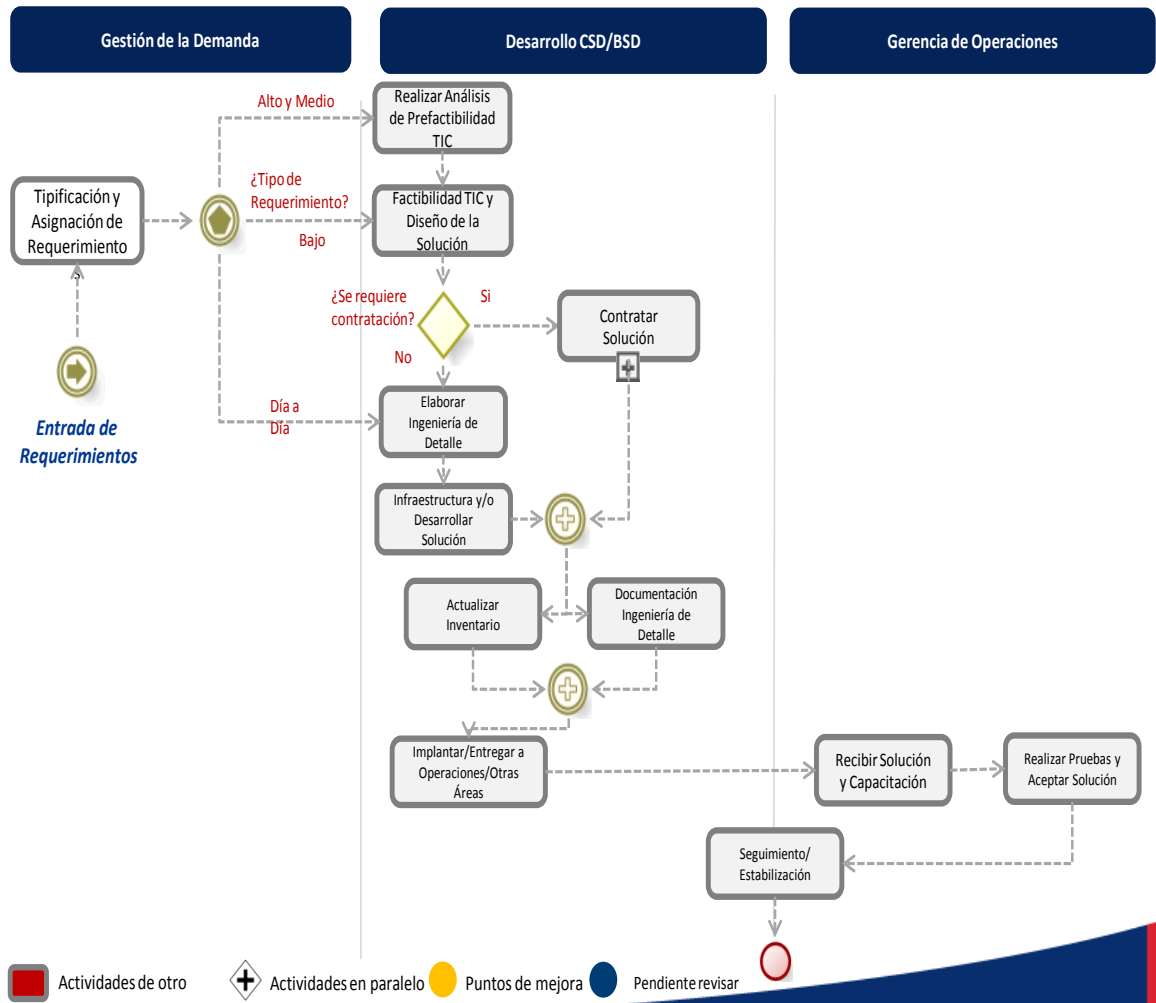 Gestión de la Demanda
Desarrollo CSD/BSD
Gerencia de Operaciones
Alto y Medio
Realizar Análisis
de Prefactibilidad
TIC
Tipificación y
Asignación de
Requerimiento
s
¿Tipo de
Requerimiento?
Bajo
Factibilidad TIC y
Diseño de la
Solución
¿Se requiere
contratación?
Si
No
Contratar
Solución
Entrada de
Requerimientos
Día a
Dia
Elaborar
Ingeniería de
Detalle
Infraestructura y/o
Desarrollar
Solución
Actualizar
Inventario
Documentación
Ingeniería de
Detalle
Implantar/Entregar a
Operaciones/Otras
Áreas
Recibir Solución
y Capacitación
Realizar Pruebas y
Aceptar Solución
Seguimiento/
Estabilización
Actividades de otro
Actividades en paralelo
Puntos de mejora
Pendiente revisar